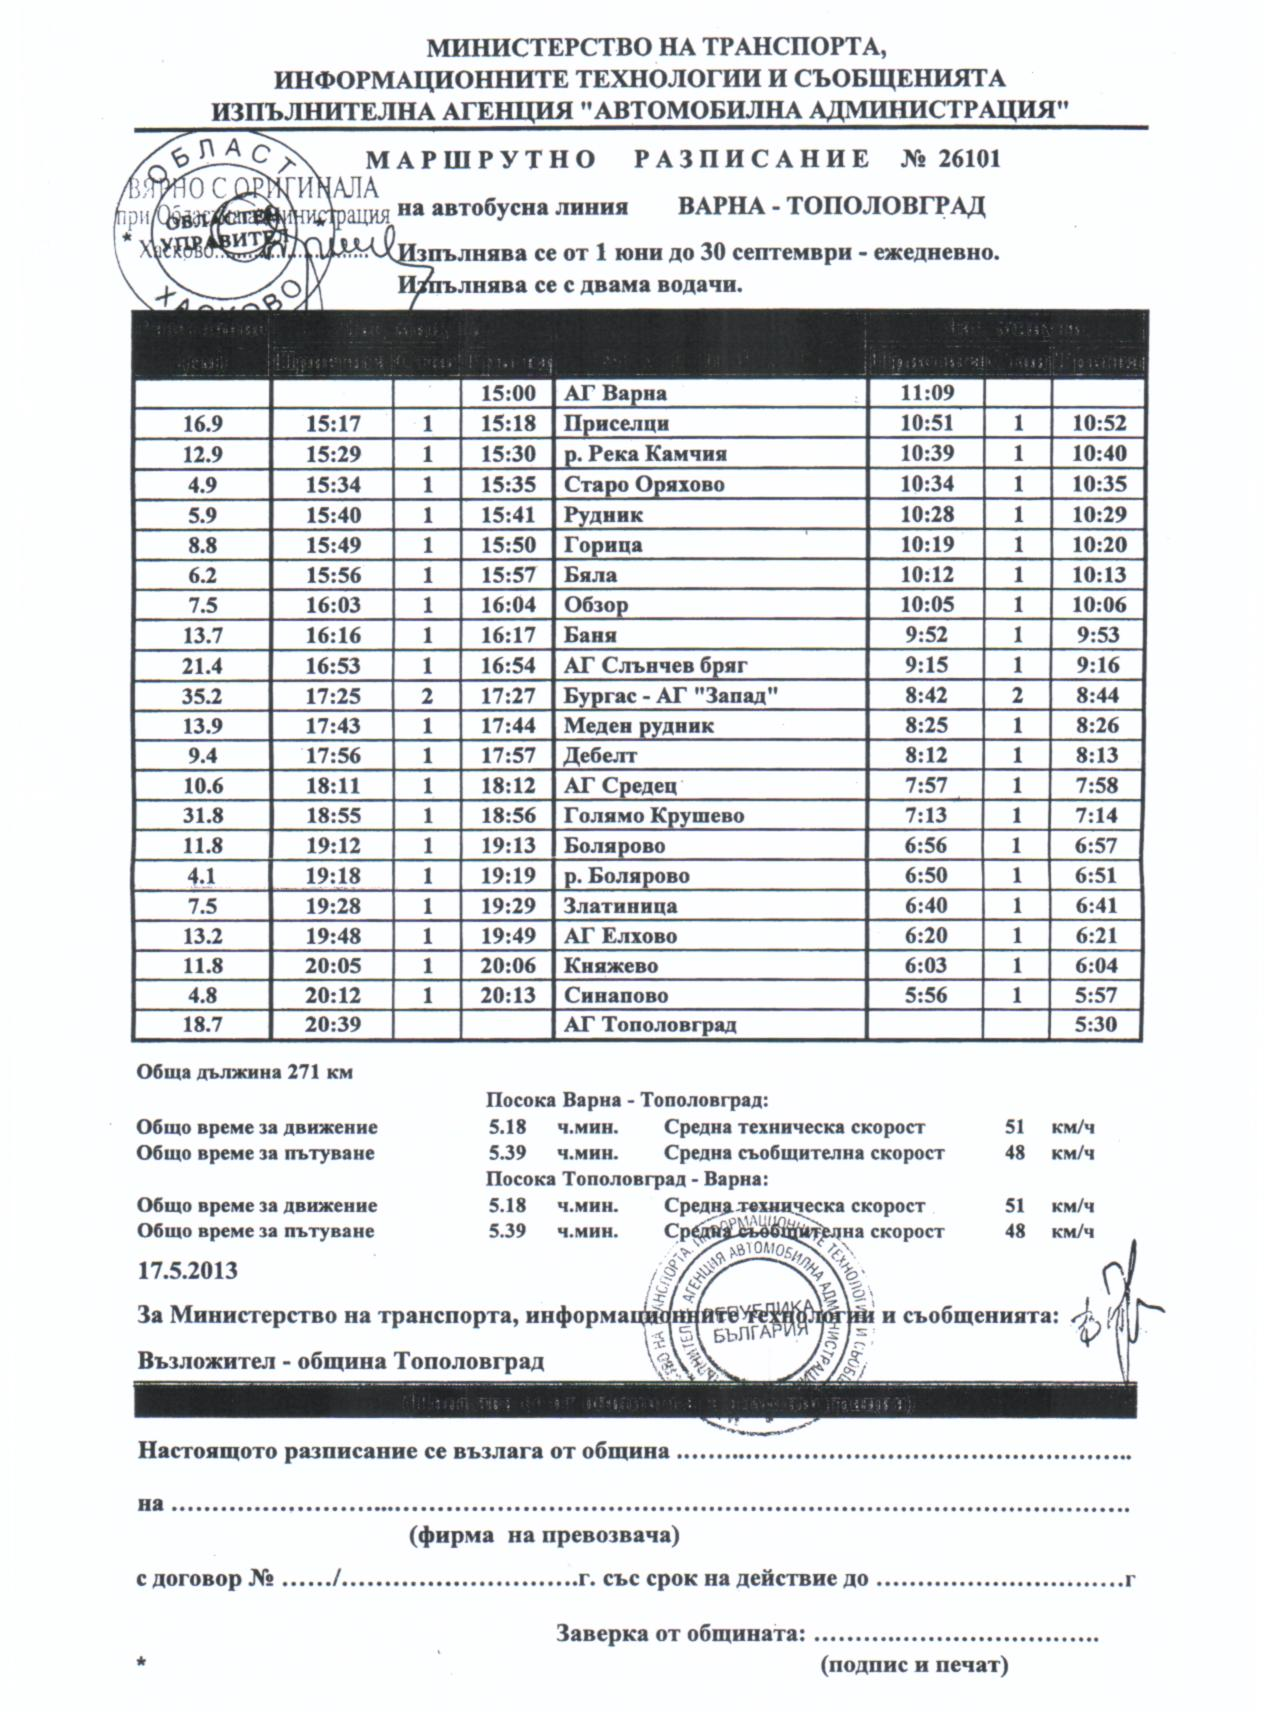 МИНИСТЕРСТВО НА ТРАНСПОРТА,
ИНФОРМАЦИОННИТЕ ТЕХНОЛОГИИ И СЪОБЩЕНИЯТА
ИЗПЪЛНИТЕЛНА АГЕНЦИЯ "АВТОМОБИЛНА АДМИНИСТРАЦИЯ"
МАРШРУТНО РАЗПИСАНИЕ № 26101
ОБЛАСТ
ВЯРНО С ОРИГИНАЛА
при Областна администрация
Хасково
ОБЛАСТЕН
УПРАВИТЕЛ
ХАСКОВО
на автобусна линия ВАРНА - ТОПОЛОВГРАД
Изпълнява се от 1 юни до 30 септември - ежедневно.
Изпълнява се с двама водачи.
15:00 АГ Варна 11:09
16.9 15:17 1 15:18 Приселци 10:51 1 10:52
12.9 15:29 1 15:30 р. Река Камчия 10:39 1 10:40
4.9 15:34 1 15:35 Старо Оряхово 10:34 1 10:35
5.9 15:40 1 15:41 Рудник 10:28 1 10:29
8.8 15:49 1 15:50 Горица 10:19 1 10:20
6.2 15:56 1 15:57 Бяла 10:12 1 10:13
7.5 16:03 1 16:04 Обзор 10:05 1 10:06
13.7 16:16 1 16:17 Баня 9:52 1 9:53
21.4 16:53 1 16:54 АГ Слънчев бряг 9:15 1 9:16
35.2 17:25 2 17:27 Бургас - АГ "Запад" 8:42 2 8:44
13.9 17:43 1 17:44 Меден рудник 8:25 1 8:26
9.4 17:56 1 17:57 Дебелт 8:12 1 8:13
10.6 18:11 1 18:12 АГ Средец 7:57 1 7:58
31.8 18:55 1 18:56 Голямо Крушево 7:13 1 7:14
11.8 19:12 1 19:13 Болярово 6:56 1 6:57
4.1 19:18 1 19:19 р. Болярово 6:50 1 6:51
7.5 19:28 1 19:29 Златиница 6:40 1 6:41
13.2 19:48 1 19:49 АГ Елхово 6:20 1 6:21
11.8 20:05 1 20:06 Княжево 6:03 1 6:04
4.8 20:12 1 20:13 Синапово 5:56 1 5:57
18.7 20:39 АГ Тополовград 5:30
Обща дължина 271 км
Посока Варна - Тополовград:
Общо време за движение 5.18 ч.мин. Средна техническа скорост 51 км/ч
Общо време за пътуване 5.39 ч.мин. Средна съобщителна скорост 48 км/ч
Посока Тополовград - Варна:
Общо време за движение 5.18 ч.мин. Средна техническа скорост 51 км/ч
Общо време за пътуване 5.39 ч.мин. Средна съобщителна скорост 48 км/ч
17.5.2013
За Министерство на транспорта, информационните технологии и съобщенията:
РЕПУБЛИКА
БЪЛГАРИЯ
Възложител - община Тополовград
Настоящото разписание се възлага от община ……………………………………………………..
на ……………………………………………………………………………………………………….
(фирма на превозвача)
с договор № ……/………………………..г. със срок на действие до …………………………г
Заверка от общината: ……………………………….
* (подпис и печат)